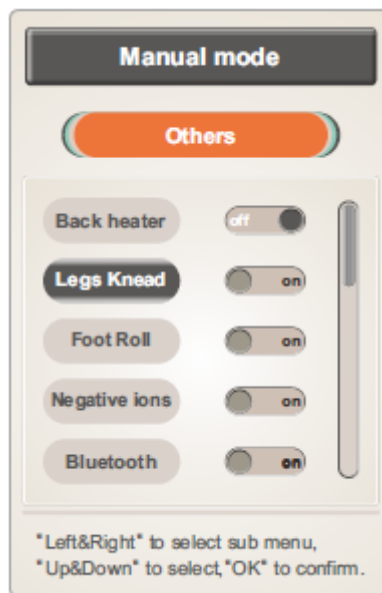 Manual mode
Others
Back heater off
Legs Knead on
Foot Roll on
Negative ions on
Bluetooth on
"Left&Right" to select sub menu,
"Up&Down" to select,"OK" to confirm.